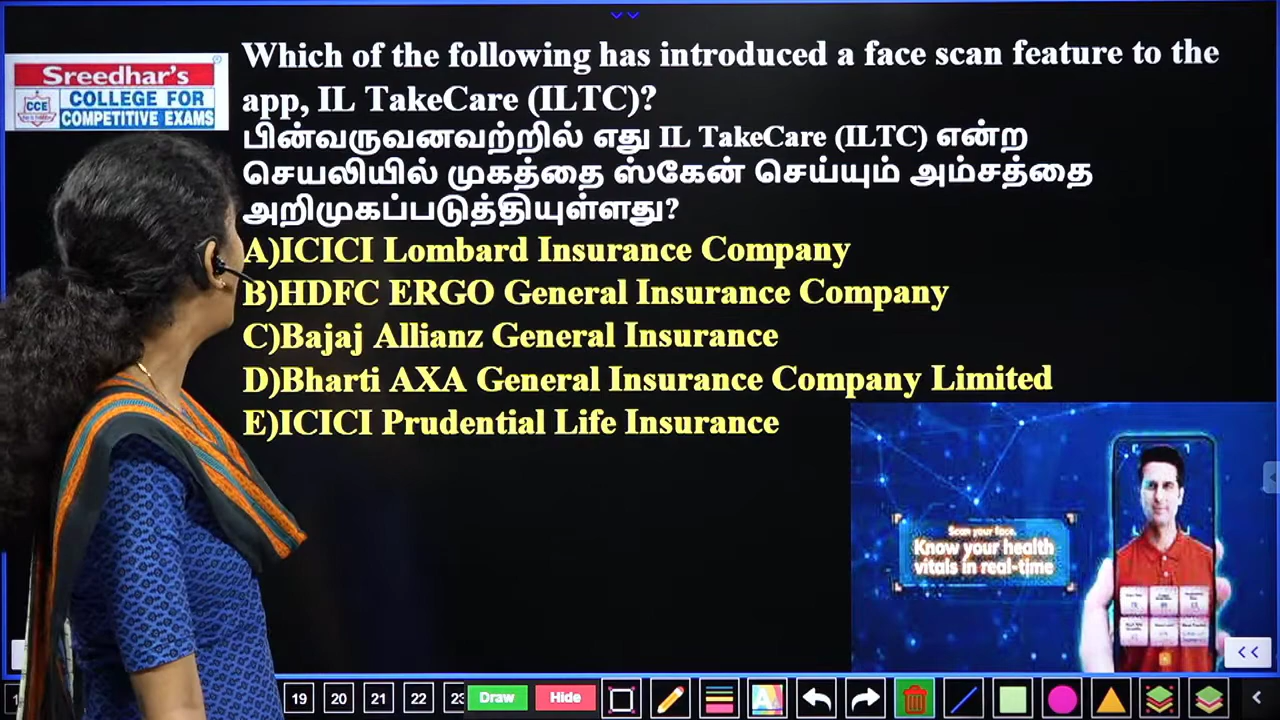 Sreedhar's
CCE
COLLEGE FOR
COMPETITIVE EXAMS
Which of the following has introduced a face scan feature to the
app, IL TakeCare (ILTC)?
பின்வருவனவற்றில் எது IL TakeCare (ILTC) என்ற
செயலியில் முகத்தை ஸ்கேன் செய்யும் அம்சத்தை
அறிமுகப்படுத்தியுள்ளது?
A)ICICI Lombard Insurance Company
B)HDFC ERGO General Insurance Company
C)Bajaj Allianz General Insurance
D)Bharti AXA General Insurance Company Limited
E)ICICI Prudential Life Insurance
Scan your face.
Know your health
vitals in real-time
19 20 21 22 23 Draw Hide